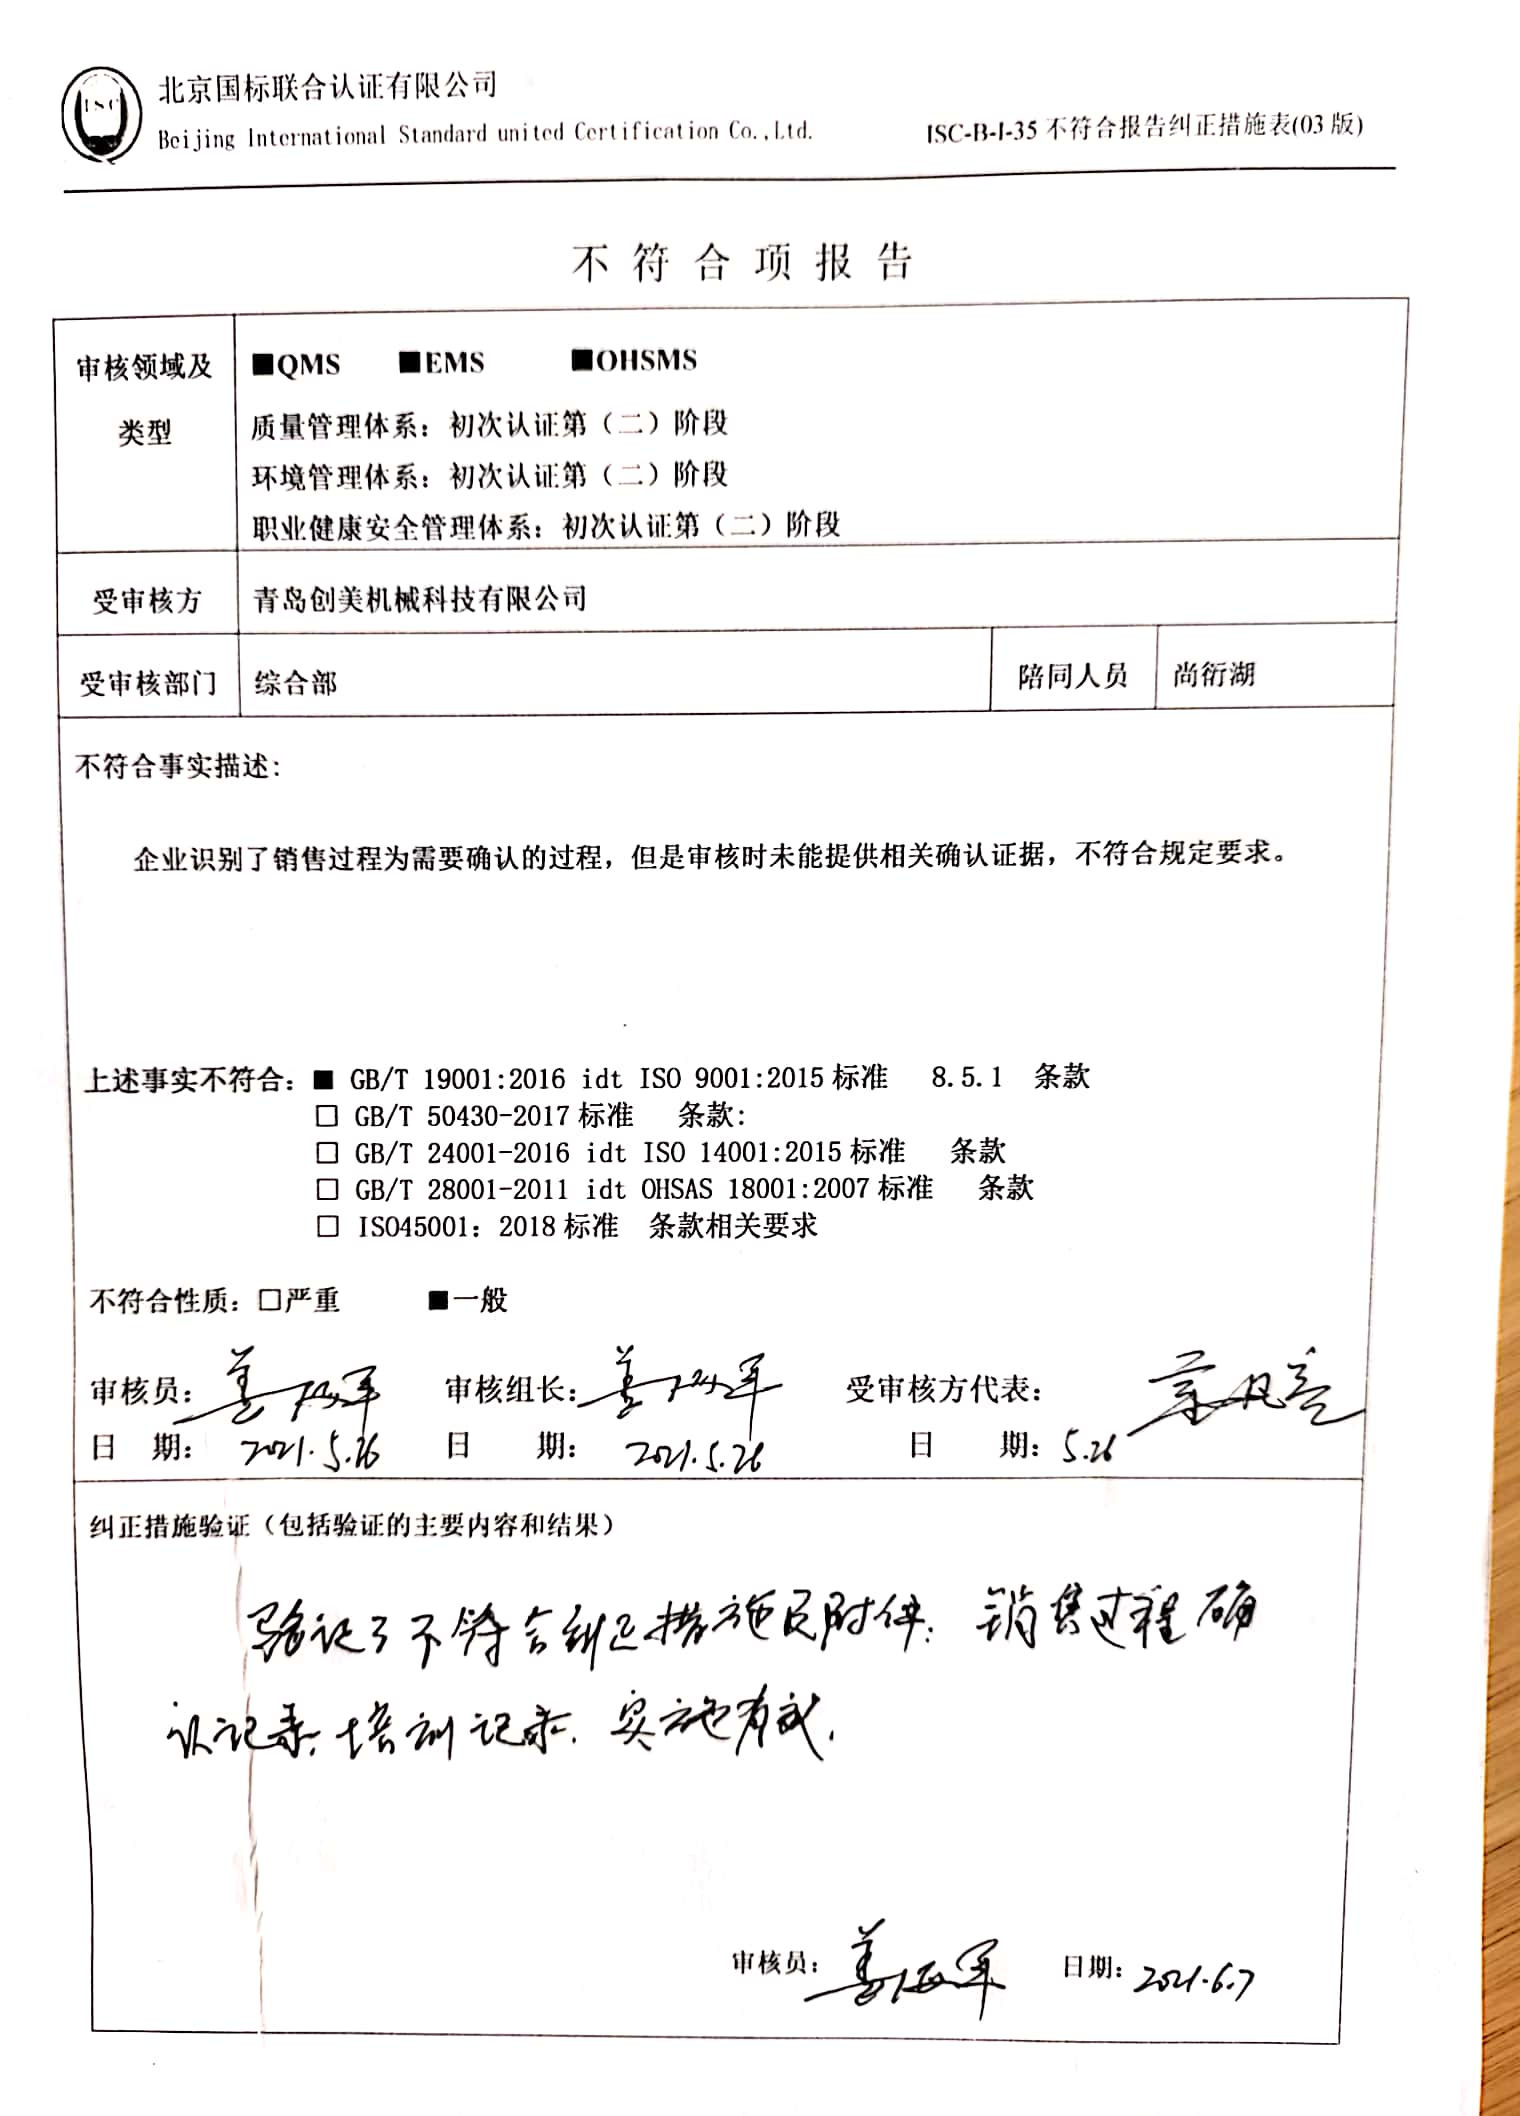 ISC
北京国标联合认证有限公司
Beijing International Standard united Certification Co.,Ltd.
ISC-B-I-35 不符合报告纠正措施表(03 版)
不符合项报告
审核领域及
类型
■QMS ■EMS ■OHSMS
质量管理体系：初次认证第（二）阶段
环境管理体系：初次认证第（二）阶段
职业健康安全管理体系：初次认证第（二）阶段
受审核方 青岛创美机械科技有限公司
受审核部门 综合部 陪同人员 尚衍湖
不符合事实描述：
企业识别了销售过程为需要确认的过程，但是审核时未能提供相关确认证据，不符合规定要求。
上述事实不符合：■ GB/T 19001:2016 idt ISO 9001:2015 标准 8.5.1 条款
□ GB/T 50430-2017 标准 条款：
□ GB/T 24001-2016 idt ISO 14001:2015 标准 条款
□ GB/T 28001-2011 idt OHSAS 18001:2007 标准 条款
□ ISO45001：2018 标准 条款相关要求
不符合性质：□严重 ■一般
审核员： 审核组长： 受审核方代表：
日 期： 2021.5.26 日 期： 2021.5.26 日 期：5.26
纠正措施验证（包括验证的主要内容和结果）
验证了不符合纠正措施及附件：销售过程确
认记录、培训记录．实施有效．
审核员： 日期：2021.6.7